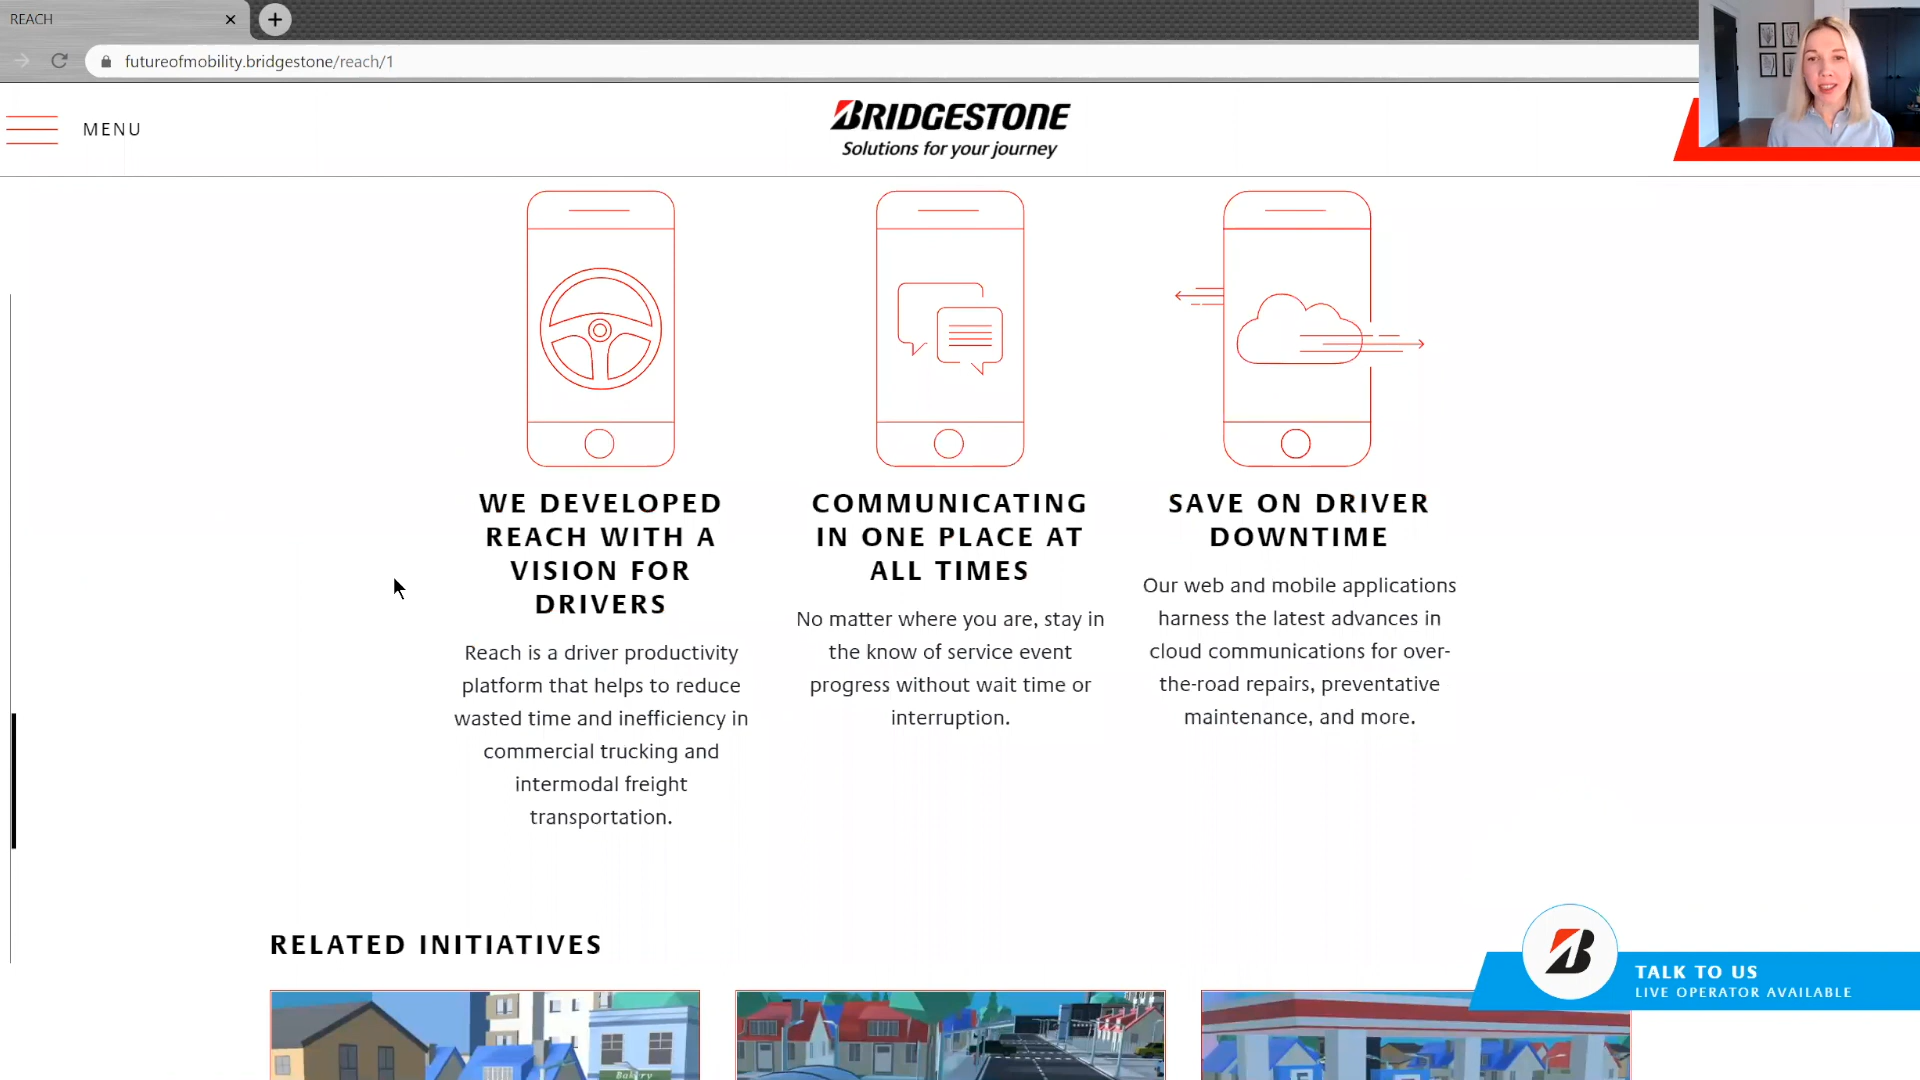 REACH
futureofmobility.bridgestone/reach/1
MENU
BRIDGESTONE
Solutions for your journey
WE DEVELOPED
REACH WITH A
VISION FOR
DRIVERS
Reach is a driver productivity
platform that helps to reduce
wasted time and inefficiency in
commercial trucking and
intermodal freight
transportation.
COMMUNICATING
IN ONE PLACE AT
ALL TIMES
No matter where you are, stay in
the know of service event
progress without wait time or
interruption.
SAVE ON DRIVER
DOWNTIME
Our web and mobile applications
harness the latest advances in
cloud communications for over-
the-road repairs, preventative
maintenance, and more.
RELATED INITIATIVES
Bakery
B
TALK TO US
LIVE OPERATOR AVAILABLE